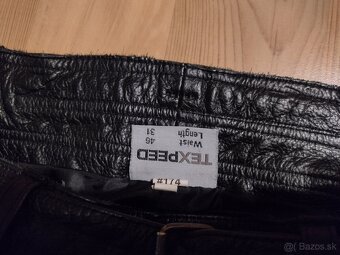 TEXPEED
Waist 46
Length 31
#174
Bazos.sk